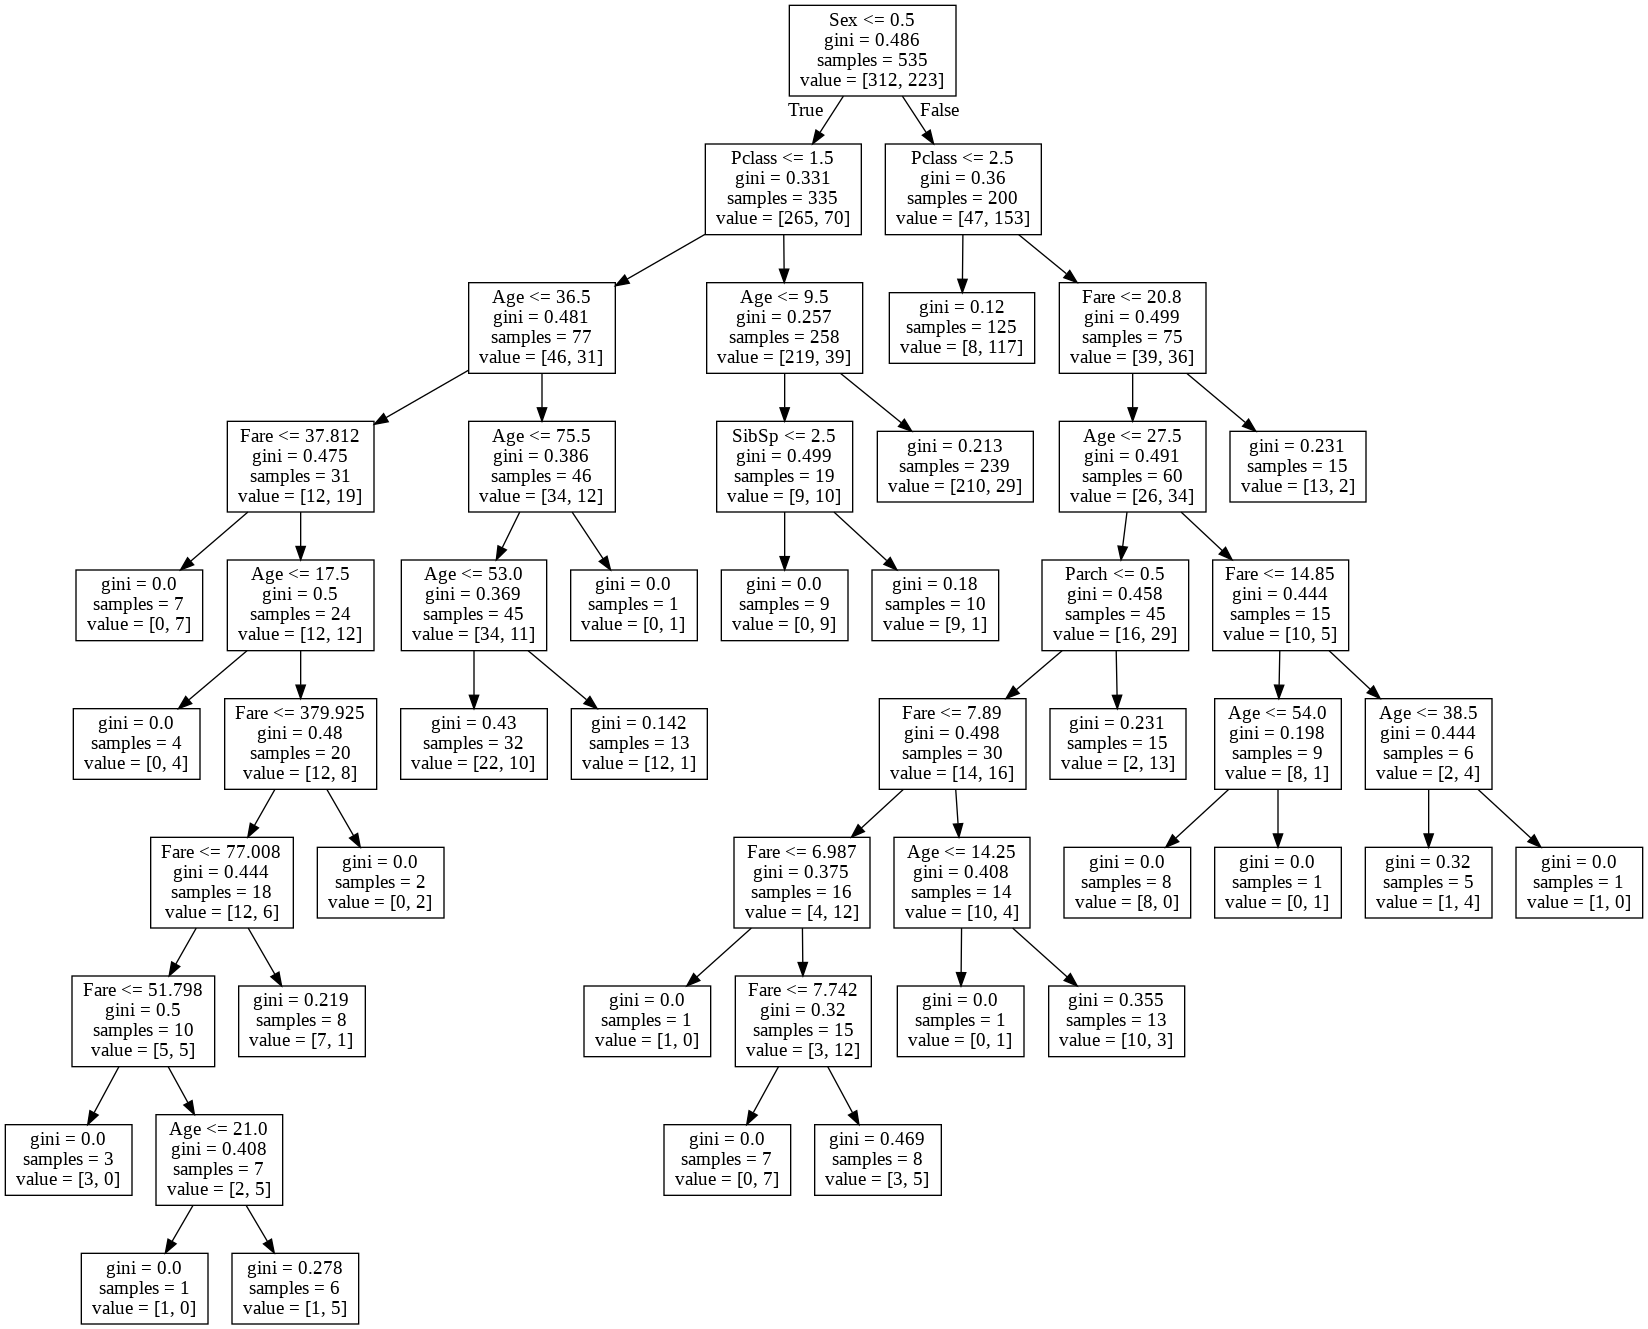 Sex <= 0.5
gini = 0.486
samples = 535
value = [312, 223]
True
False
Pclass <= 1.5
gini = 0.331
samples = 335
value = [265, 70]
Pclass <= 2.5
gini = 0.36
samples = 200
value = [47, 153]
Age <= 36.5
gini = 0.481
samples = 77
value = [46, 31]
Age <= 9.5
gini = 0.257
samples = 258
value = [219, 39]
gini = 0.12
samples = 125
value = [8, 117]
Fare <= 20.8
gini = 0.499
samples = 75
value = [39, 36]
Fare <= 37.812
gini = 0.475
samples = 31
value = [12, 19]
Age <= 75.5
gini = 0.386
samples = 46
value = [34, 12]
SibSp <= 2.5
gini = 0.499
samples = 19
value = [9, 10]
gini = 0.213
samples = 239
value = [210, 29]
Age <= 27.5
gini = 0.491
samples = 60
value = [26, 34]
gini = 0.231
samples = 15
value = [13, 2]
gini = 0.0
samples = 7
value = [0, 7]
Age <= 17.5
gini = 0.5
samples = 24
value = [12, 12]
Age <= 53.0
gini = 0.369
samples = 45
value = [34, 11]
gini = 0.0
samples = 1
value = [0, 1]
gini = 0.0
samples = 9
value = [0, 9]
gini = 0.18
samples = 10
value = [9, 1]
Parch <= 0.5
gini = 0.458
samples = 45
value = [16, 29]
Fare <= 14.85
gini = 0.444
samples = 15
value = [10, 5]
gini = 0.0
samples = 4
value = [0, 4]
Fare <= 379.925
gini = 0.48
samples = 20
value = [12, 8]
gini = 0.43
samples = 32
value = [22, 10]
gini = 0.142
samples = 13
value = [12, 1]
Fare <= 7.89
gini = 0.498
samples = 30
value = [14, 16]
gini = 0.231
samples = 15
value = [2, 13]
Age <= 54.0
gini = 0.198
samples = 9
value = [8, 1]
Age <= 38.5
gini = 0.444
samples = 6
value = [2, 4]
Fare <= 77.008
gini = 0.444
samples = 18
value = [12, 6]
gini = 0.0
samples = 2
value = [0, 2]
Fare <= 6.987
gini = 0.375
samples = 16
value = [4, 12]
Age <= 14.25
gini = 0.408
samples = 14
value = [10, 4]
gini = 0.0
samples = 8
value = [8, 0]
gini = 0.0
samples = 1
value = [0, 1]
gini = 0.32
samples = 5
value = [1, 4]
gini = 0.0
samples = 1
value = [1, 0]
Fare <= 51.798
gini = 0.5
samples = 10
value = [5, 5]
gini = 0.219
samples = 8
value = [7, 1]
gini = 0.0
samples = 1
value = [1, 0]
Fare <= 7.742
gini = 0.32
samples = 15
value = [3, 12]
gini = 0.0
samples = 1
value = [0, 1]
gini = 0.355
samples = 13
value = [10, 3]
gini = 0.0
samples = 3
value = [3, 0]
Age <= 21.0
gini = 0.408
samples = 7
value = [2, 5]
gini = 0.0
samples = 7
value = [0, 7]
gini = 0.469
samples = 8
value = [3, 5]
gini = 0.0
samples = 1
value = [1, 0]
gini = 0.278
samples = 6
value = [1, 5]